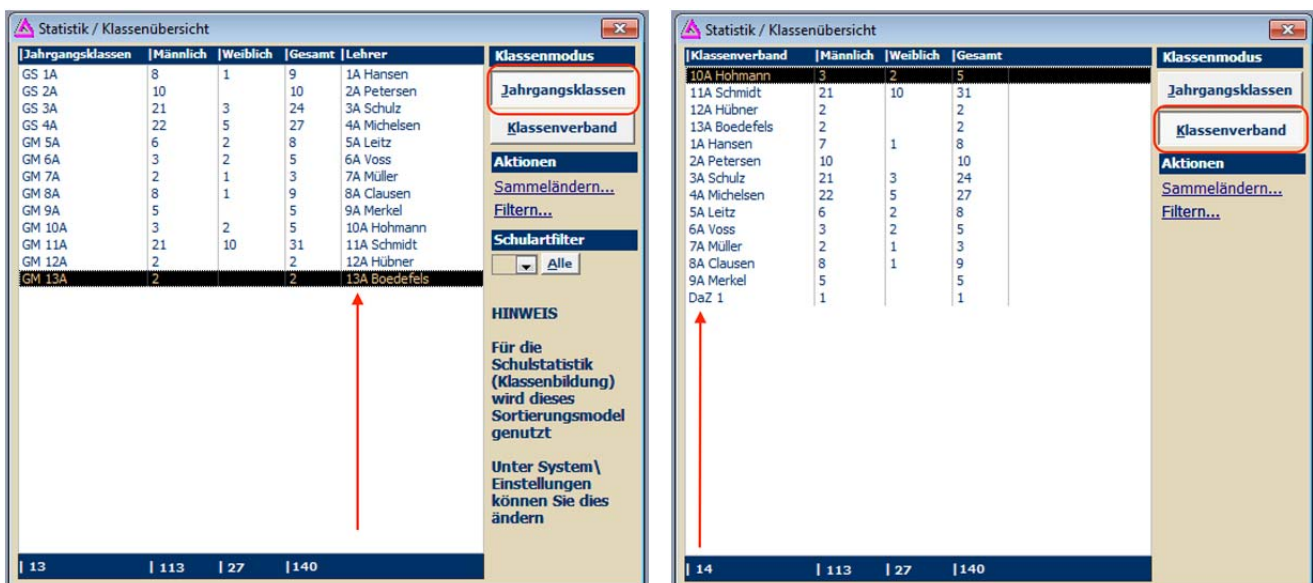 Statistik / Klassenübersicht
|Jahrgangsklassen |Männlich |Weiblich |Gesamt |Lehrer
GS 1A 8 1 9 1A Hansen
GS 2A 10 10 2A Petersen
GS 3A 21 3 24 3A Schulz
GS 4A 22 5 27 4A Michelsen
GM 5A 6 2 8 5A Leitz
GM 6A 3 2 5 6A Voss
GM 7A 2 1 3 7A Müller
GM 8A 8 1 9 8A Clausen
GM 9A 5 5 9A Merkel
GM 10A 3 2 5 10A Hohmann
GM 11A 21 10 31 11A Schmidt
GM 12A 2 2 12A Hübner
GM 13A 2 2 13A Boedefels
| 13 | 113 | 27 |140
Klassenmodus
Jahrgangsklassen
Klassenverband
Aktionen
Sammeländern...
Filtern...
Schulartfilter
Alle
HINWEIS
Für die
Schulstatistik
(Klassenbildung)
wird dieses
Sortierungsmodel
genutzt
Unter System\
Einstellungen
können Sie dies
ändern
Statistik / Klassenübersicht
|Klassenverband |Männlich |Weiblich |Gesamt
10A Hohmann 3 2 5
11A Schmidt 21 10 31
12A Hübner 2 2
13A Boedefels 2 2
1A Hansen 7 1 8
2A Petersen 10 10
3A Schulz 21 3 24
4A Michelsen 22 5 27
5A Leitz 6 2 8
6A Voss 3 2 5
7A Müller 2 1 3
8A Clausen 8 1 9
9A Merkel 5 5
DaZ 1 1 1
| 14 | 113 | 27 |140
Klassenmodus
Jahrgangsklassen
Klassenverband
Aktionen
Sammeländern...
Filtern...